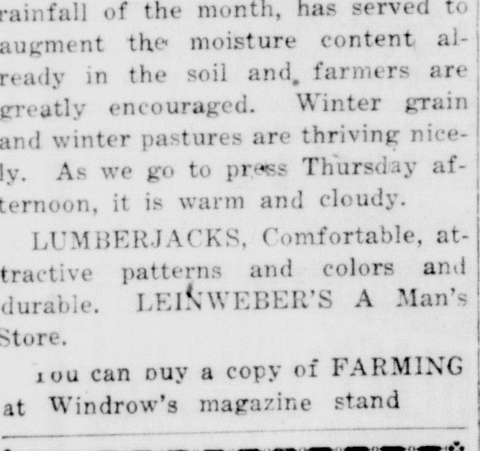 rainfall of the month, has served to
augment the moisture content al-
ready in the soil and, farmers are
greatly encouraged. Winter grain
and winter pastures are thriving nice-
ly. As we go to press Thursday af-
ternoon, it is warm and cloudy.
LUMBERJACKS, Comfortable, at-
tractive patterns and colors and
durable. LEINWEBER'S A Man's
Store.
You can buy a copy of FARMING
at Windrow's magazine stand